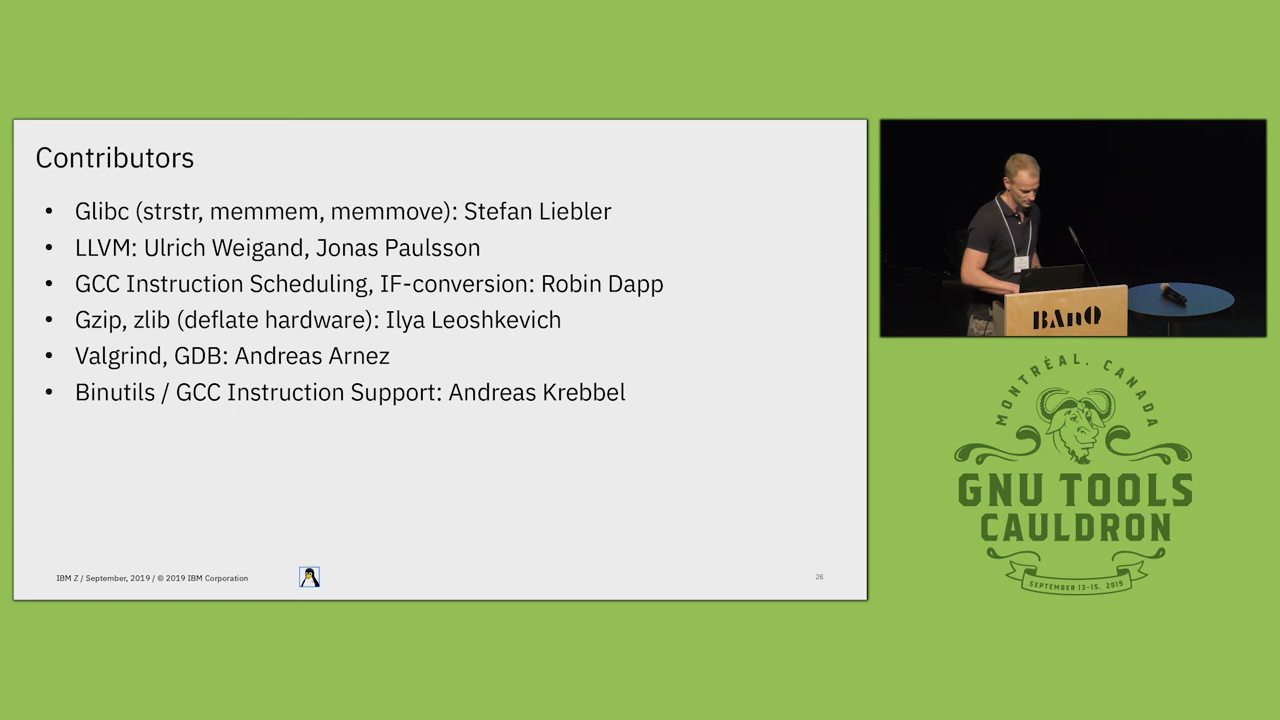 Contributors
• Glibc (strstr, memmem, memmove): Stefan Liebler
• LLVM: Ulrich Weigand, Jonas Paulsson
• GCC Instruction Scheduling, IF-conversion: Robin Dapp
• Gzip, zlib (deflate hardware): Ilya Leoshkevich
• Valgrind, GDB: Andreas Arnez
• Binutils / GCC Instruction Support: Andreas Krebbel
IBM Z / September, 2019 / © 2019 IBM Corporation
26
BAnQ
MONTRÉAL, CANADA
GNU TOOLS
CAULDRON
SEPTEMBER 13-15, 2019